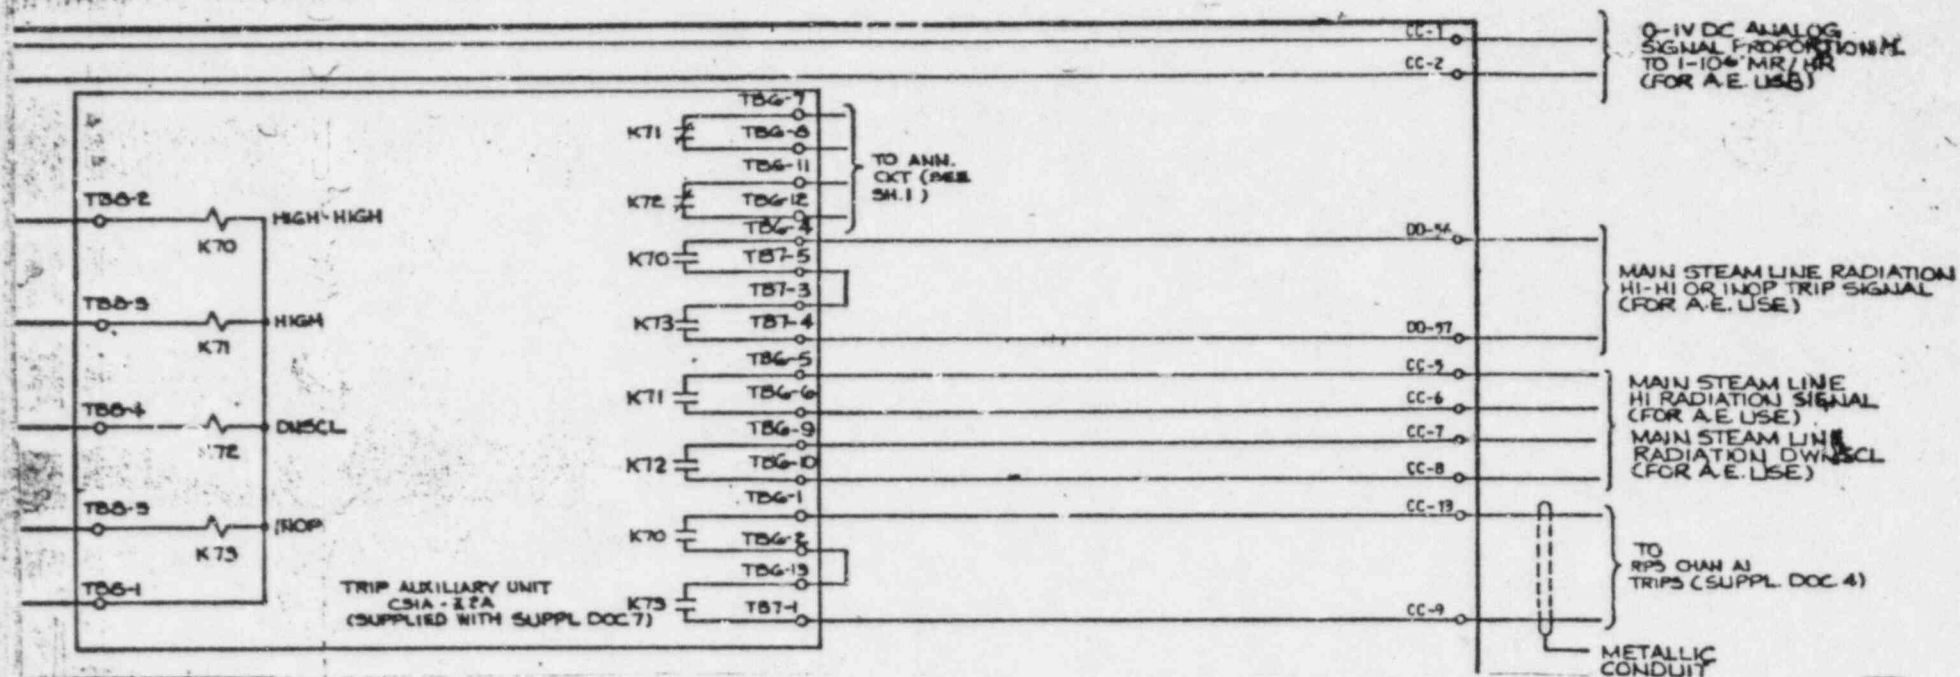 CC-1
CC-2
0-1V DC ANALOG
SIGNAL PROPORTIONAL
TO 1-10⁶ MR/HR
(FOR A.E. USE)
TB8-2
K70
HIGH-HIGH
TB8-3
K71
HIGH
TB8-4
K72
DNSCL
K73
INOP
TRIP AUXILIARY UNIT
(SUPPLIED WITH SUPPL DOC 7)
K71
TB6-7
TB6-8
K72
TB6-11
TB6-12
TO ANN.
CKT (SEE
SH.1)
K70
TB6-4
TB7-5
K73
TB7-3
TB7-4
K71
TB6-5
TB6-6
K72
TB6-9
TB6-10
K70
TB6-1
TB6-2
K73
TB6-13
TB7-1
DD-56
DD-57
MAIN STEAM LINE RADIATION
HI-HI OR INOP TRIP SIGNAL
(FOR A.E. USE)
CC-5
CC-6
MAIN STEAM LINE
HI RADIATION SIGNAL
(FOR A.E. USE)
CC-7
CC-8
MAIN STEAM LINE
RADIATION DWNSCL
(FOR A.E. USE)
CC-13
CC-9
TO
RPS CHAN A1
TRIPS (SUPPL. DOC 4)
METALLIC
CONDUIT